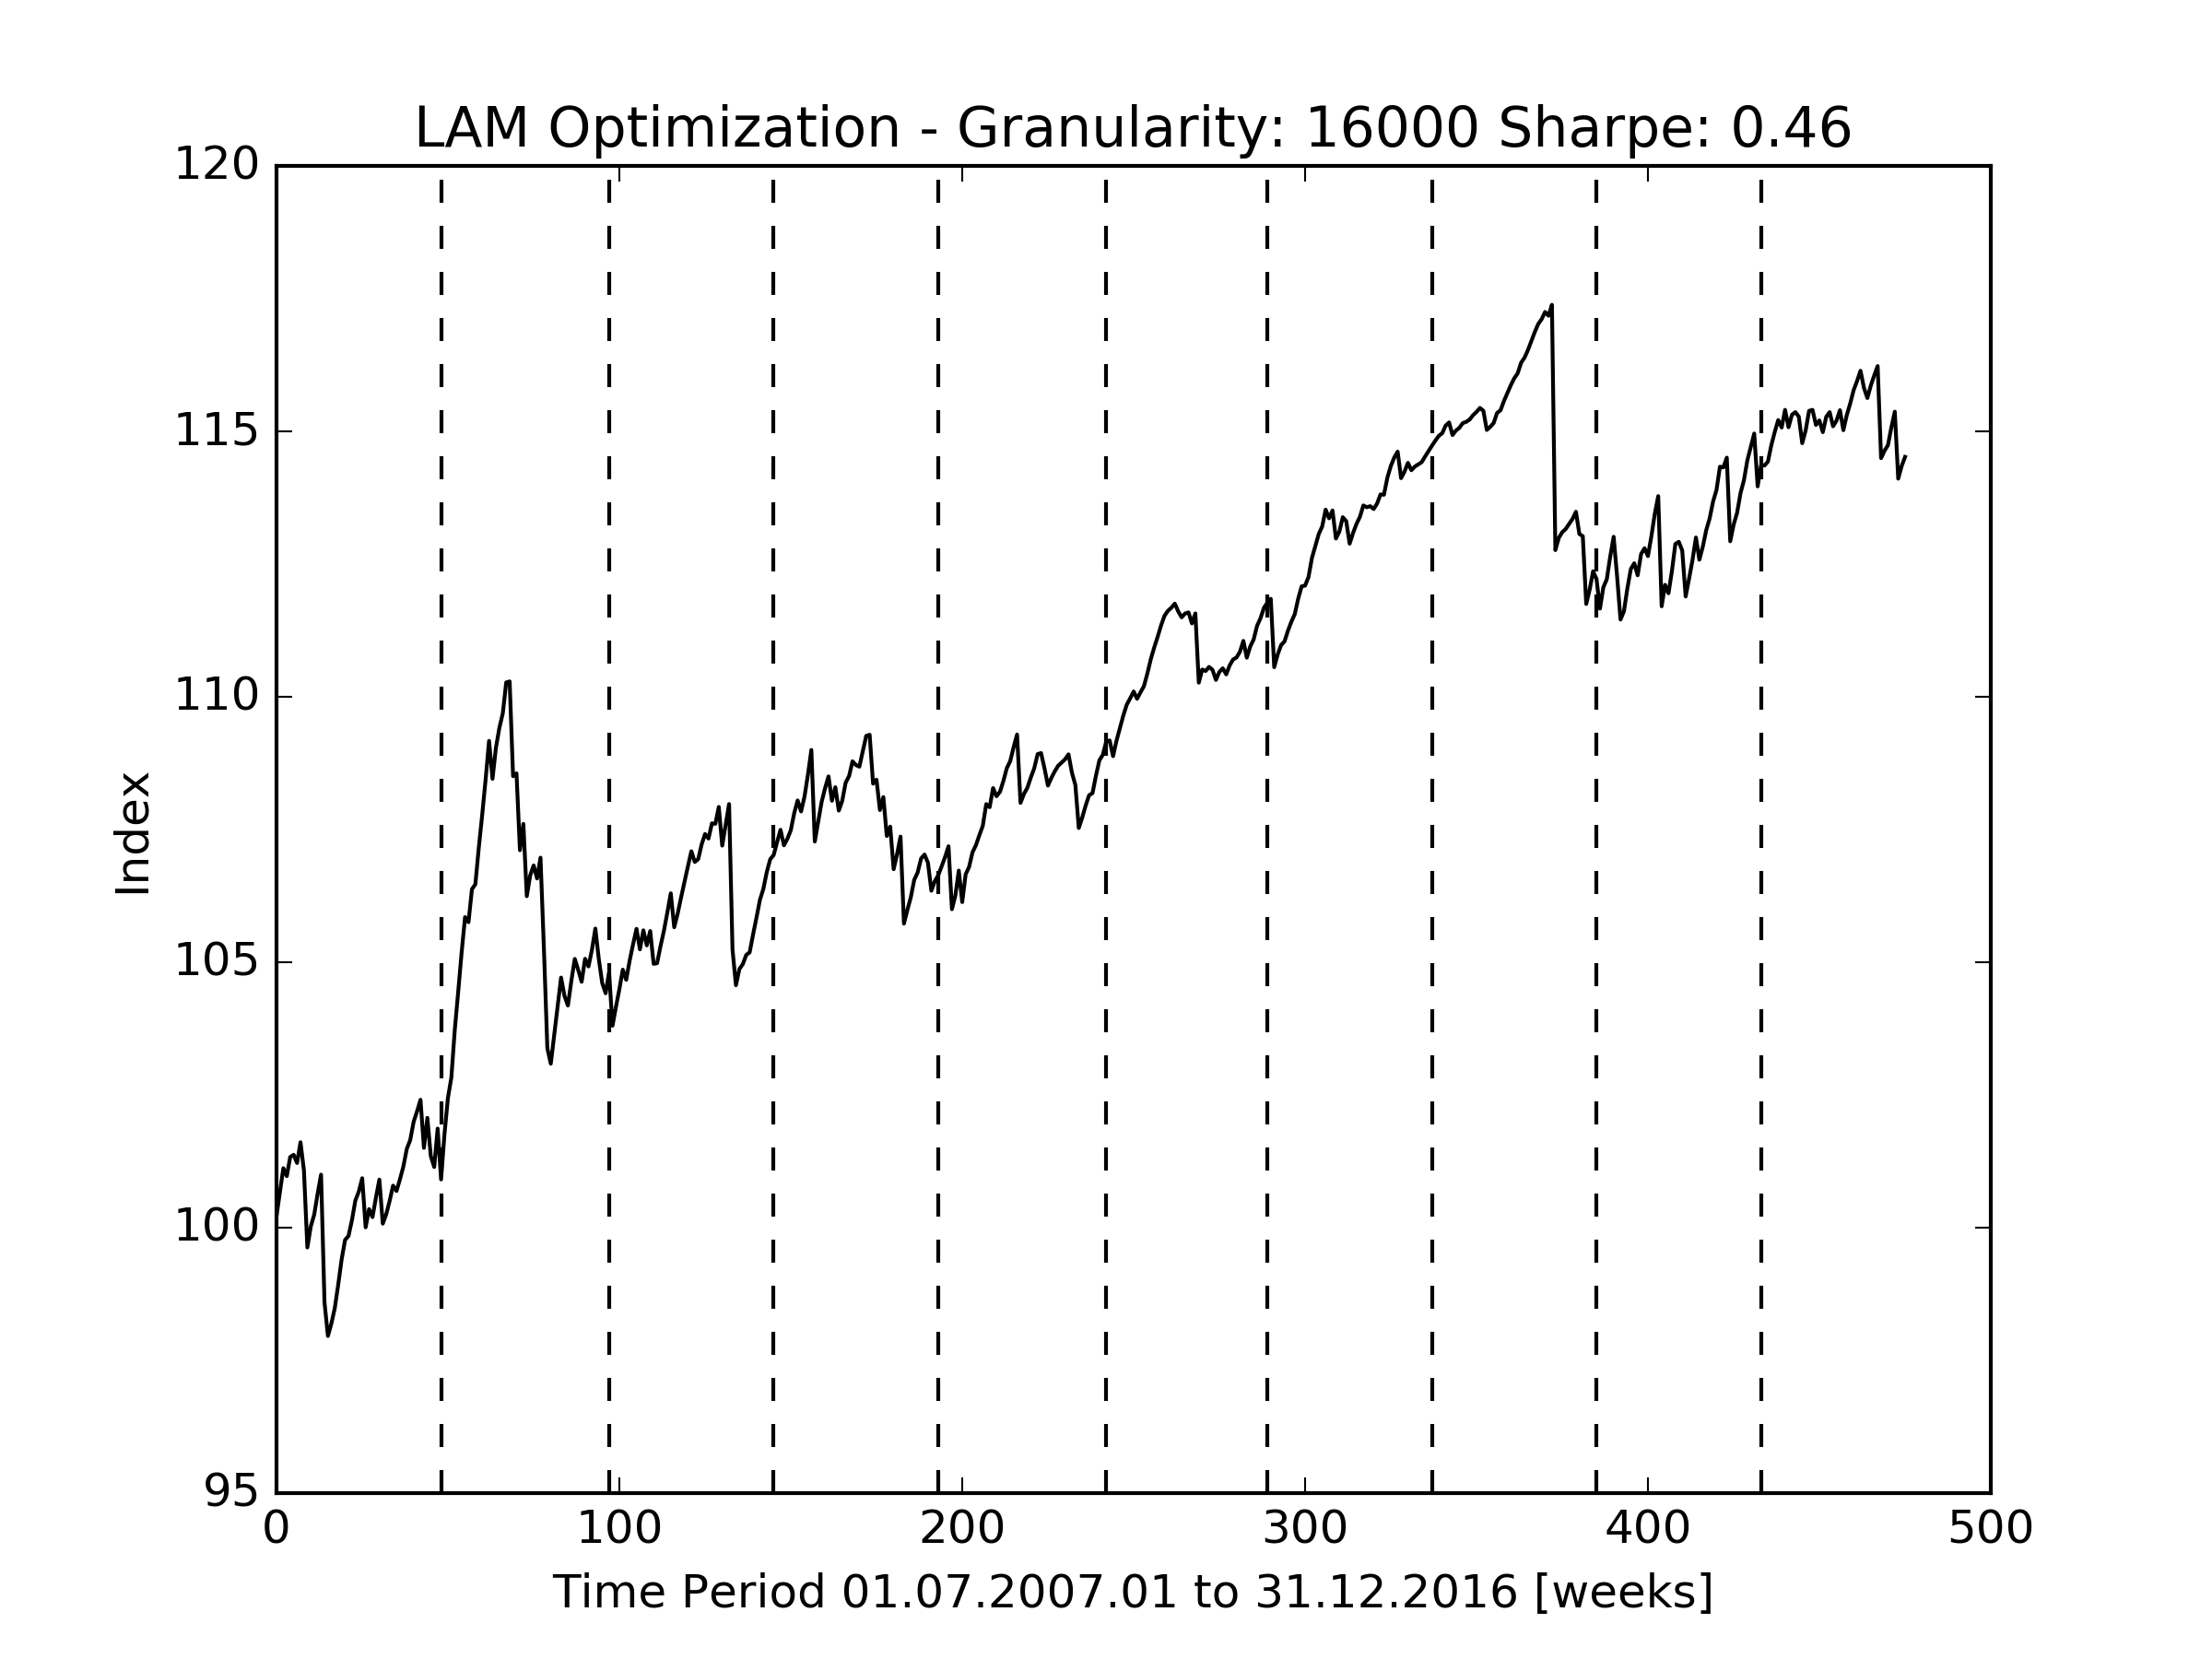 LAM Optimization - Granularity: 16000 Sharpe: 0.46
120
115
110
105
100
95
Index
0 100 200 300 400 500
Time Period 01.07.2007.01 to 31.12.2016 [weeks]